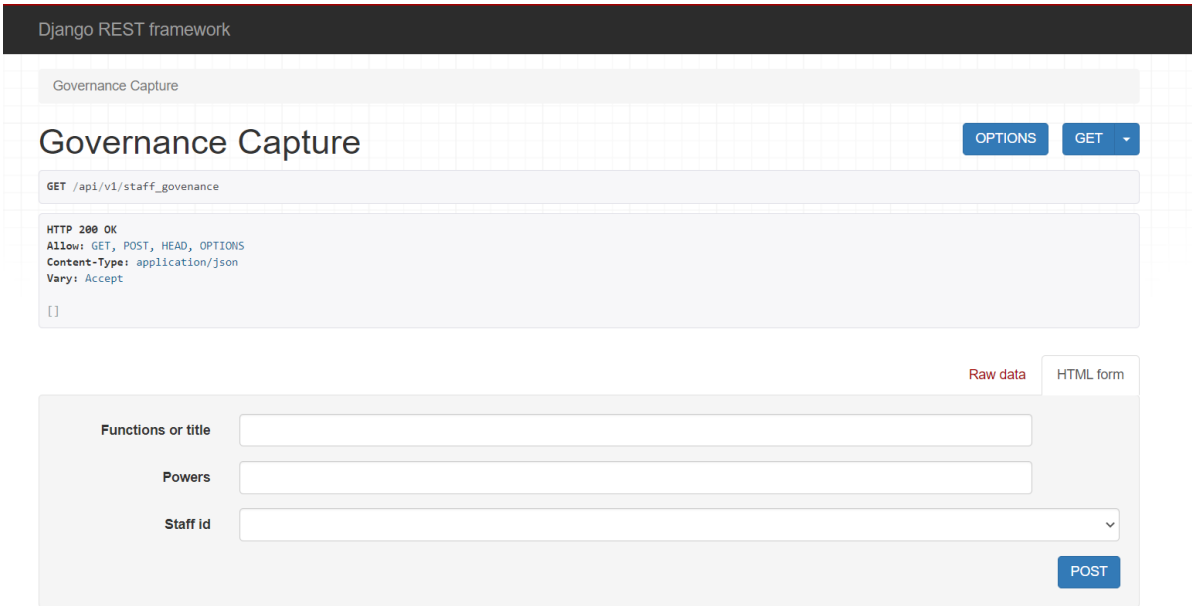 Django REST framework
Governance Capture
Governance Capture
OPTIONS
GET
GET /api/v1/staff_govenance
HTTP 200 OK
Allow: GET, POST, HEAD, OPTIONS
Content-Type: application/json
Vary: Accept
[]
Raw data
HTML form
Functions or title
Powers
Staff id
POST